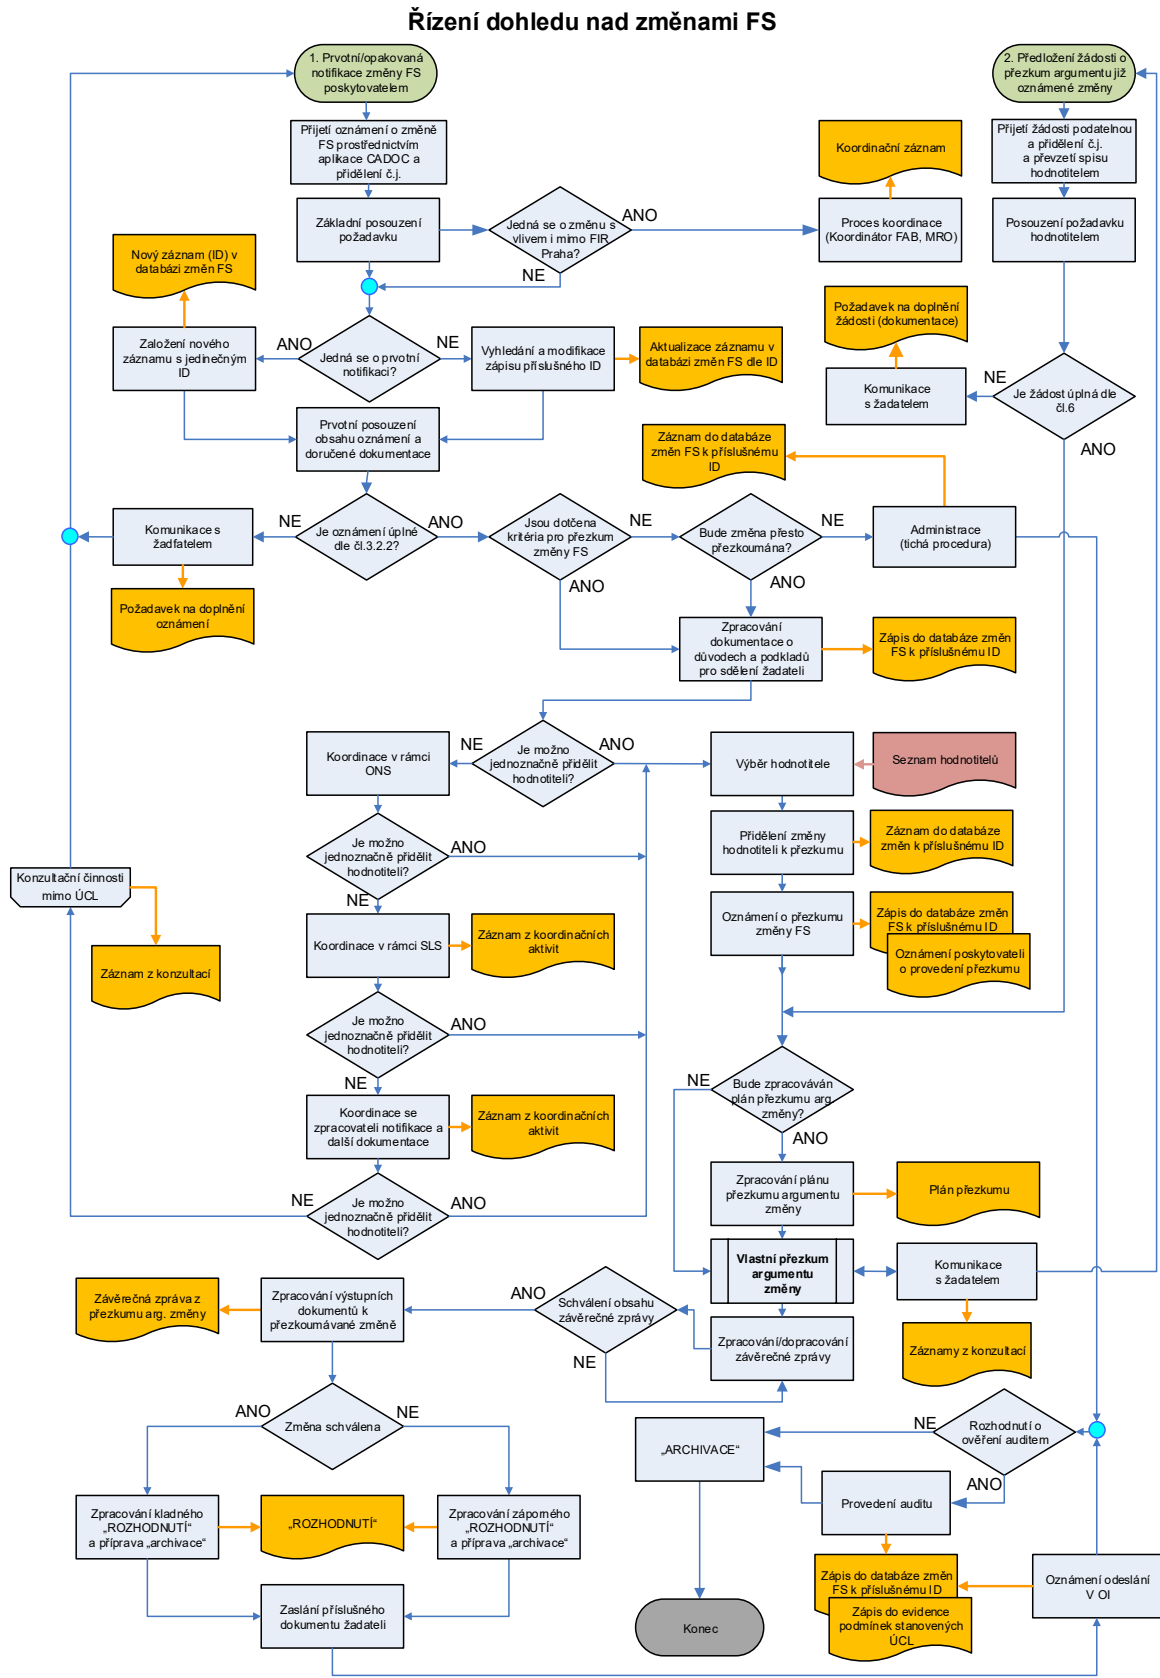 Řízení dohledu nad změnami FS
1. Prvotní/opakovaná
notifikace změny FS
poskytovatelem
2. Předložení žádosti o
přezkum argumentu již
oznámené změny
Přijetí oznámení o změně
FS prostřednictvím
aplikace CADOC a
přidělení č.j.
Koordinační záznam
Přijetí žádosti podatelnou
a přidělení č.j.
a převzetí spisu
hodnotitelem
Základní posouzení
požadavku
Jedná se o změnu s
vlivem i mimo FIR
Praha?
ANO
NE
Proces koordinace
(Koordinátor FAB, MRO)
Posouzení požadavku
hodnotitelem
Nový záznam (ID) v
databázi změn FS
Požadavek na doplnění
žádosti (dokumentace)
Založení nového
záznamu s jedinečným
ID
ANO
Jedná se o prvotní
notifikaci?
NE
Vyhledání a modifikace
zápisu příslušného ID
Aktualizace záznamu v
databázi změn FS dle ID
Komunikace
s žadatelem
NE
Je žádost úplná dle
čl.6
ANO
Prvotní posouzení
obsahu oznámení a
doručené dokumentace
Záznam do databáze
změn FS k příslušnému
ID
Komunikace s
žadfatelem
NE
Je oznámení úplné
dle čl.3.2.2?
ANO
Jsou dotčena
kritéria pro přezkum
změny FS
NE
ANO
Bude změna přesto
přezkoumána?
NE
ANO
Administrace
(tichá procedura)
Požadavek na doplnění
oznámení
Zpracování
dokumentace o
důvodech a podkladů
pro sdělení žadateli
Zápis do databáze změn
FS k příslušnému ID
Koordinace v rámci
ONS
NE
Je možno
jednoznačně přidělit
hodnotiteli?
ANO
Výběr hodnotitele
Seznam hodnotitelů
Je možno
jednoznačně přidělit
hodnotiteli?
ANO
NE
Přidělení změny
hodnotiteli k přezkumu
Záznam do databáze
změn k příslušnému ID
Konzultační činnosti
mimo ÚCL
Koordinace v rámci SLS
Záznam z koordinačních
aktivit
Oznámení o přezkumu
změny FS
Zápis do databáze změn
FS k příslušnému ID
Oznámení poskytovateli
o provedení přezkumu
Záznam z konzultací
Je možno
jednoznačně přidělit
hodnotiteli?
ANO
NE
NE
Bude zpracováván
plán přezkumu arg.
změny?
ANO
Koordinace se
zpracovateli notifikace a
další dokumentace
Záznam z koordinačních
aktivit
NE
Je možno
jednoznačně přidělit
hodnotiteli?
ANO
Zpracování plánu
přezkumu argumentu
změny
Plán přezkumu
Vlastní přezkum
argumentu
změny
Komunikace
s žadatelem
Závěrečná zpráva z
přezkumu arg. změny
Zpracování výstupních
dokumentů k
přezkoumávané změně
ANO
Schválení obsahu
závěrečné zprávy
NE
Zpracování/dopracování
závěrečné zprávy
Záznamy z konzultací
ANO
Změna schválena
NE
„ARCHIVACE“
NE
Rozhodnutí o
ověření auditem
ANO
Provedení auditu
Zpracování kladného
„ROZHODNUTÍ“
a příprava „archivace“
„ROZHODNUTÍ“
Zpracování záporného
„ROZHODNUTÍ“
a příprava „archivace“
Zápis do databáze změn
FS k příslušnému ID
Zápis do evidence
podmínek stanovených
ÚCL
Oznámení odeslání
V OI
Zaslání příslušného
dokumentu žadateli
Konec